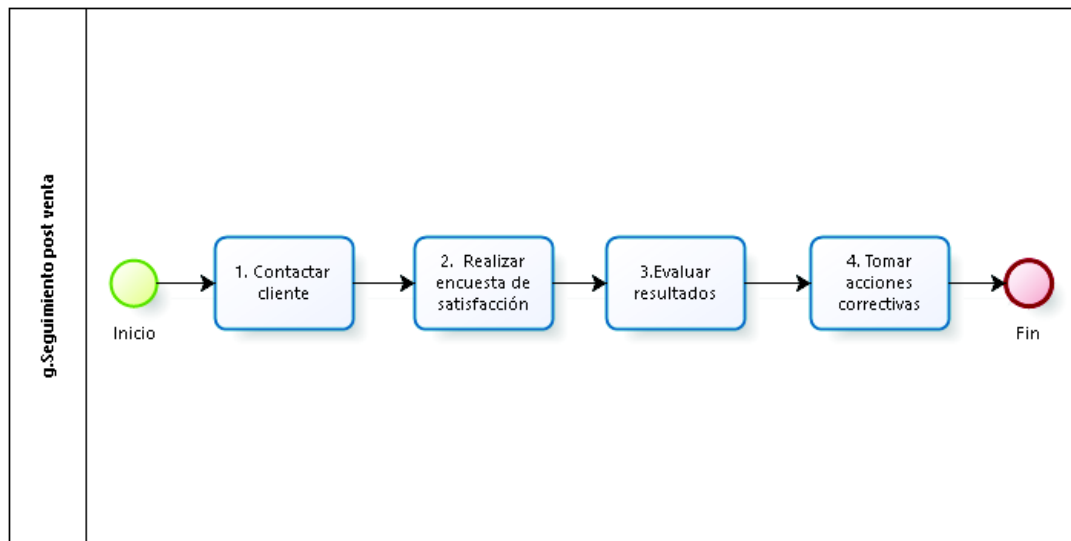 g.Seguimiento post venta
Inicio
1. Contactar
cliente
2. Realizar
encuesta de
satisfacción
3.Evaluar
resultados
4. Tomar
acciones
correctivas
Fin